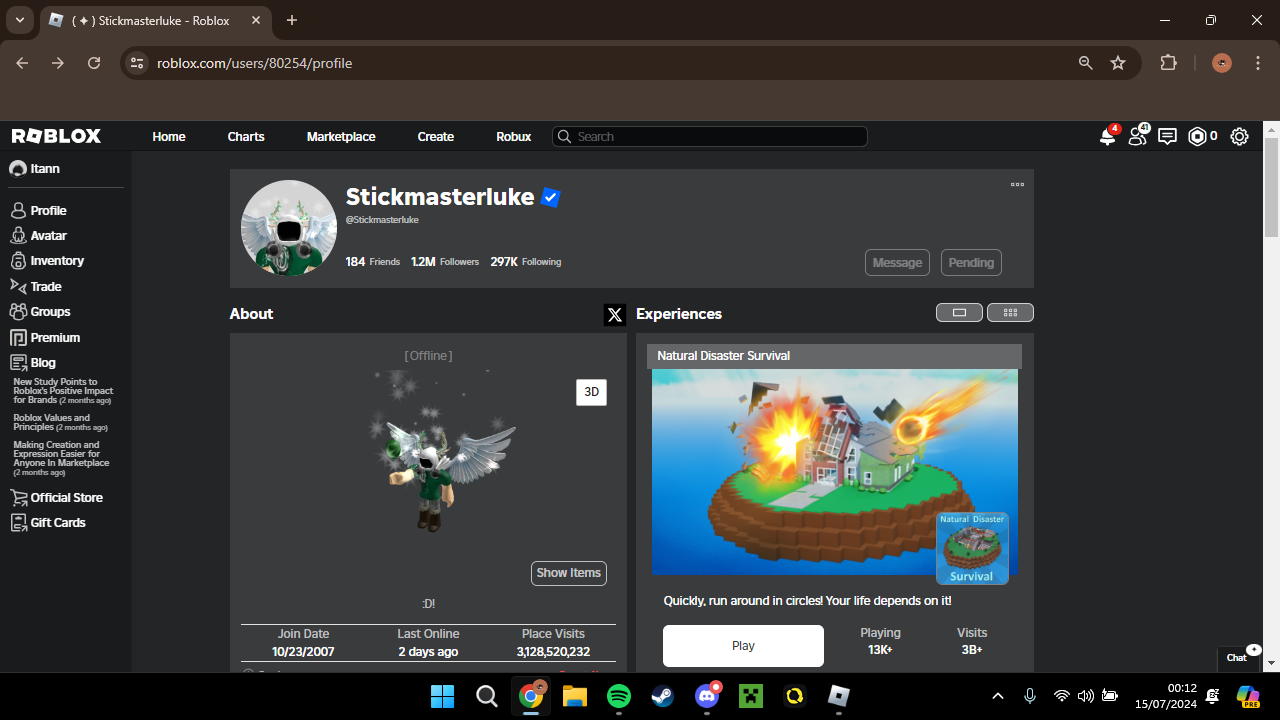 ( ✦ ) Stickmasterluke - Roblox
roblox.com/users/80254/profile
ROBLOX
Home
Charts
Marketplace
Create
Robux
Search
4
41
0
Itann
Profile
Avatar
Inventory
Trade
Groups
Premium
Blog
New Study Points to
Roblox's Positive Impact
for Brands (2 months ago)
Roblox Values and
Principles (2 months ago)
Making Creation and
Expression Easier for
Anyone In Marketplace
(2 months ago)
Official Store
Gift Cards
Stickmasterluke
@Stickmasterluke
184 Friends 1.2M Followers 297K Following
Message
Pending
About
[ Offline ]
3D
Show Items
:D!
Join Date Last Online Place Visits
10/23/2007 2 days ago 3,128,520,232
Experiences
Natural Disaster Survival
Natural Disaster
Survival
Quickly, run around in circles! Your life depends on it!
Play
Playing Visits
13K+ 3B+
Chat
00:12
15/07/2024
PRE